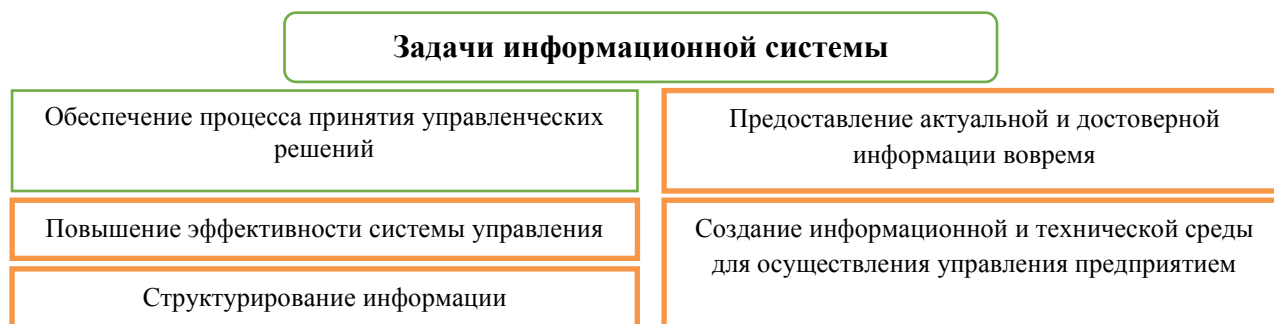 Задачи информационной системы
Обеспечение процесса принятия управленческих
решений
Предоставление актуальной и достоверной
информации вовремя
Повышение эффективности системы управления
Создание информационной и технической среды
для осуществления управления предприятием
Структурирование информации